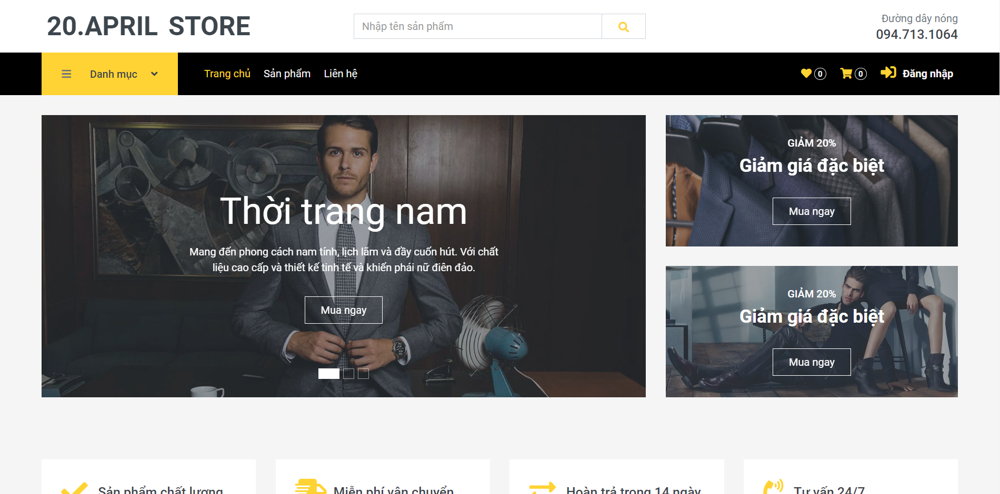 20.APRIL STORE
Nhập tên sản phẩm
Đường dây nóng
094.713.1064
Danh mục
Trang chủ
Sản phẩm
Liên hệ
0
0
Đăng nhập
Thời trang nam
Mang đến phong cách nam tính, lịch lãm và đầy cuốn hút. Với chất
liệu cao cấp và thiết kế tinh tế và khiến phái nữ điên đảo.
Mua ngay
GIẢM 20%
Giảm giá đặc biệt
Mua ngay
GIẢM 20%
Giảm giá đặc biệt
Mua ngay
Sản phẩm chất lượng
Miễn phí vận chuyển
Hoàn trả trong 14 ngày
Tư vấn 24/7